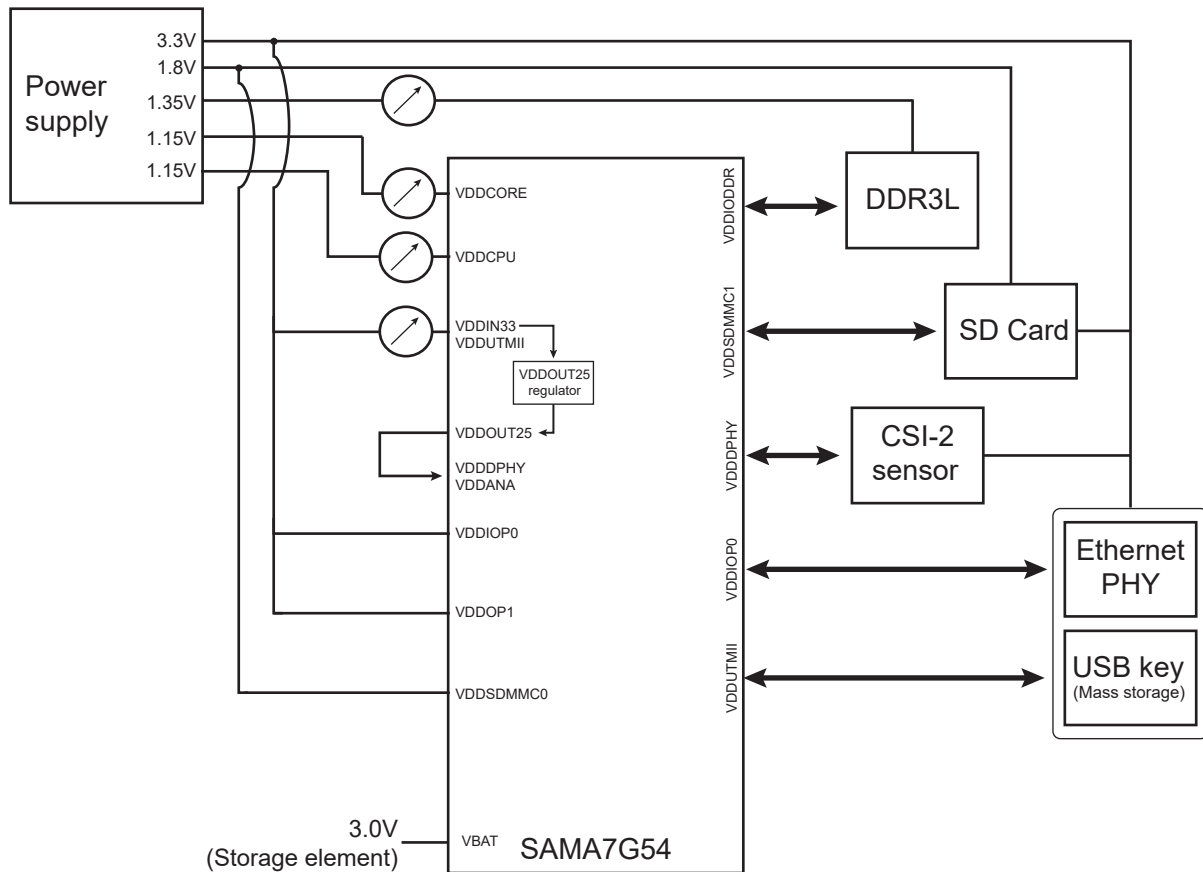 Power
supply
3.3V
1.8V
1.35V
1.15V
1.15V
VDDCORE
VDDCPU
VDDIN33
VDDUTMII
VDDOUT25
regulator
VDDOUT25
VDDDPHY
VDDANA
VDDIOP0
VDDOP1
VDDSDMMC0
3.0V
(Storage element)
VBAT
SAMA7G54
VDDIODDR
VDDSDMMC1
VDDDPHY
VDDIOP0
VDDUTMII
DDR3L
SD Card
CSI-2
sensor
Ethernet
PHY
USB key
(Mass storage)